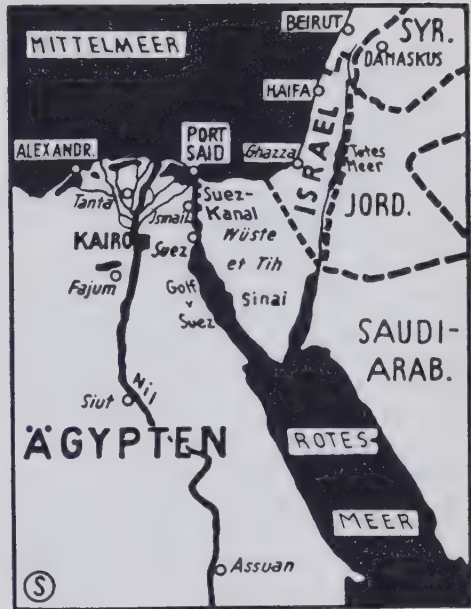 BEIRUT
SYR.
MITTELMEER
DAMASKUS
HAIFA
ISRAEL
ALEXANDR.
PORT
SAID
Ghazza
Totes
Meer
Tanta
Ismail.
Suez-
Kanal
JORD.
KAIRO
Suez
Wüste
et Tih
Fajum
Golf
v
Suez
Sinai
SAUDI-
ARAB.
Siut
Nil
ÄGYPTEN
ROTES
MEER
Assuan
S